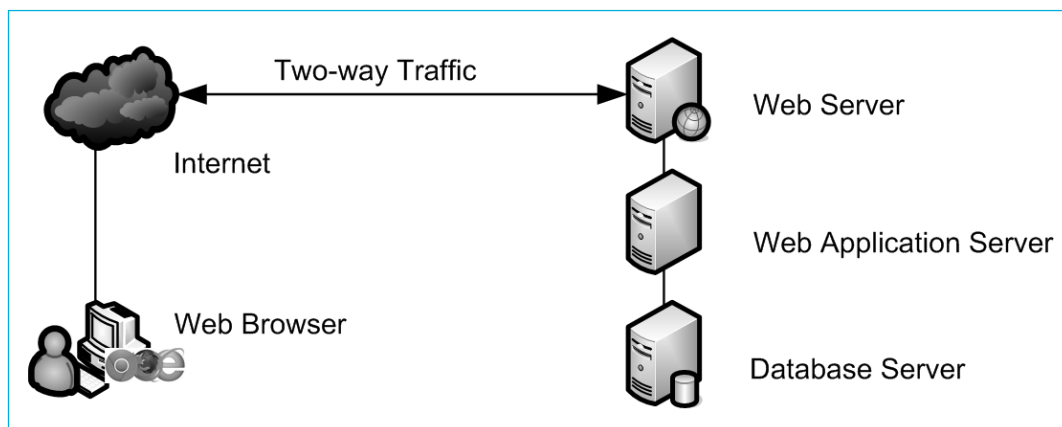 Two-way Traffic
Web Server
Internet
Web Application Server
Web Browser
Database Server